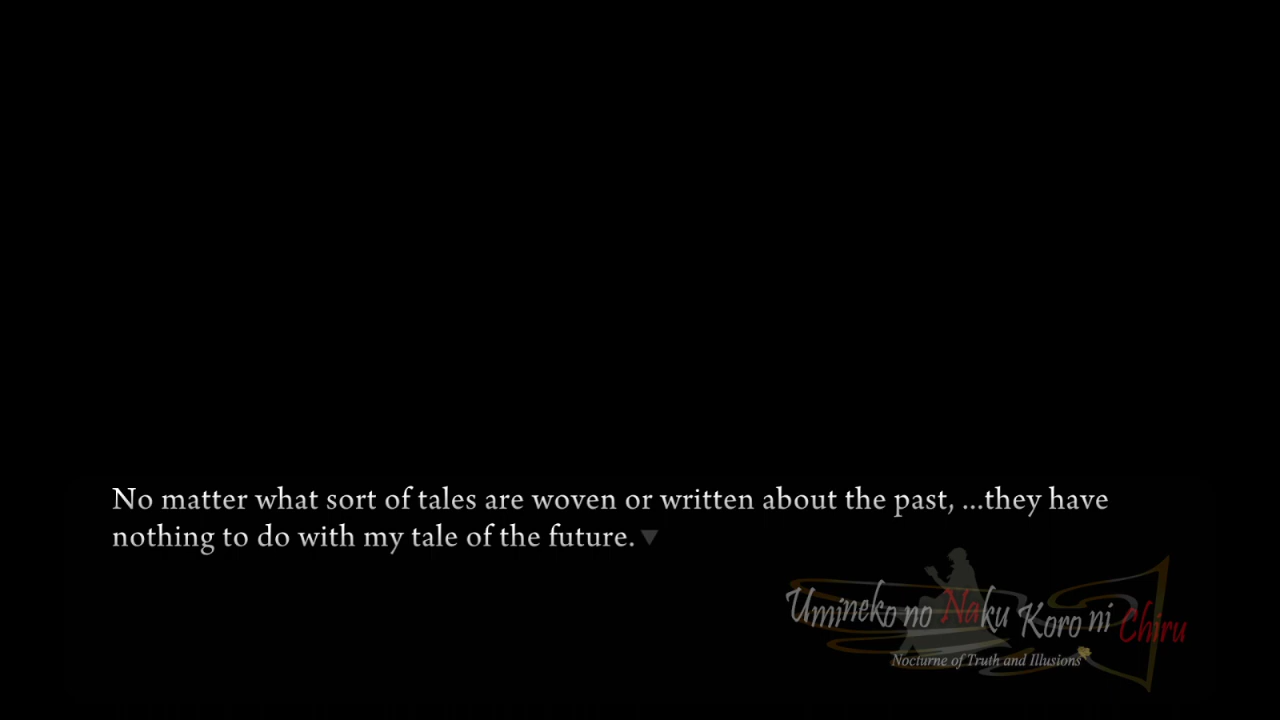 No matter what sort of tales are woven or written about the past, ...they have
nothing to do with my tale of the future.
Umineko no Naku Koro ni Chiru
Nocturne of Truth and Illusions